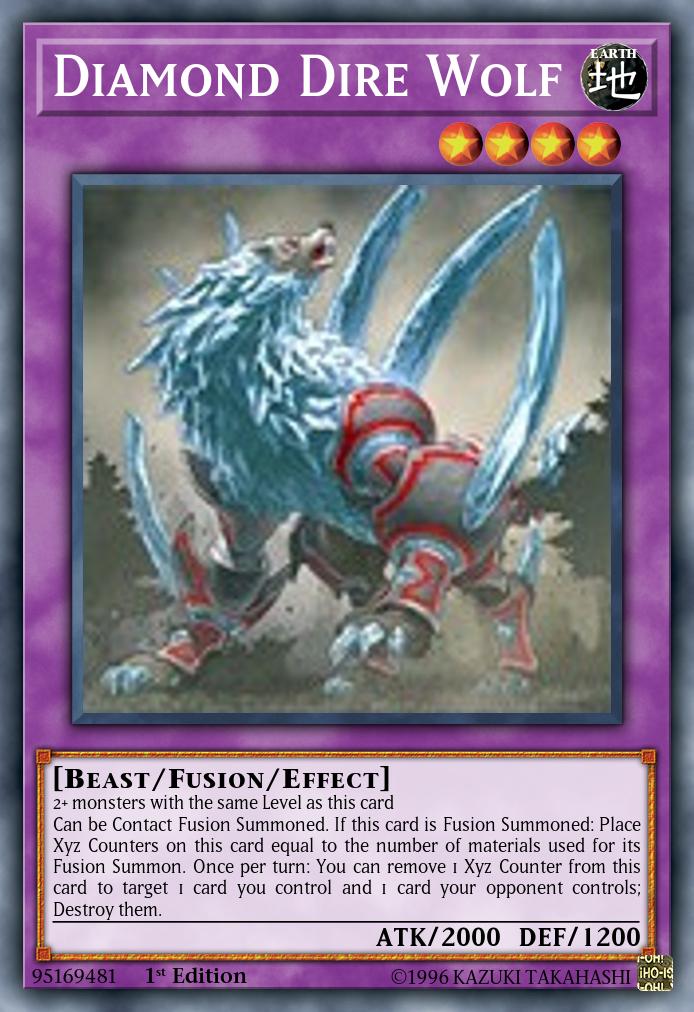 Diamond Dire Wolf
EARTH
地
[Beast/Fusion/Effect]
2+ monsters with the same Level as this card
Can be Contact Fusion Summoned. If this card is Fusion Summoned: Place
Xyz Counters on this card equal to the number of materials used for its
Fusion Summon. Once per turn: You can remove 1 Xyz Counter from this
card to target 1 card you control and 1 card your opponent controls;
Destroy them.
ATK/2000 DEF/1200
95169481 1st Edition ©1996 KAZUKI TAKAHASHI